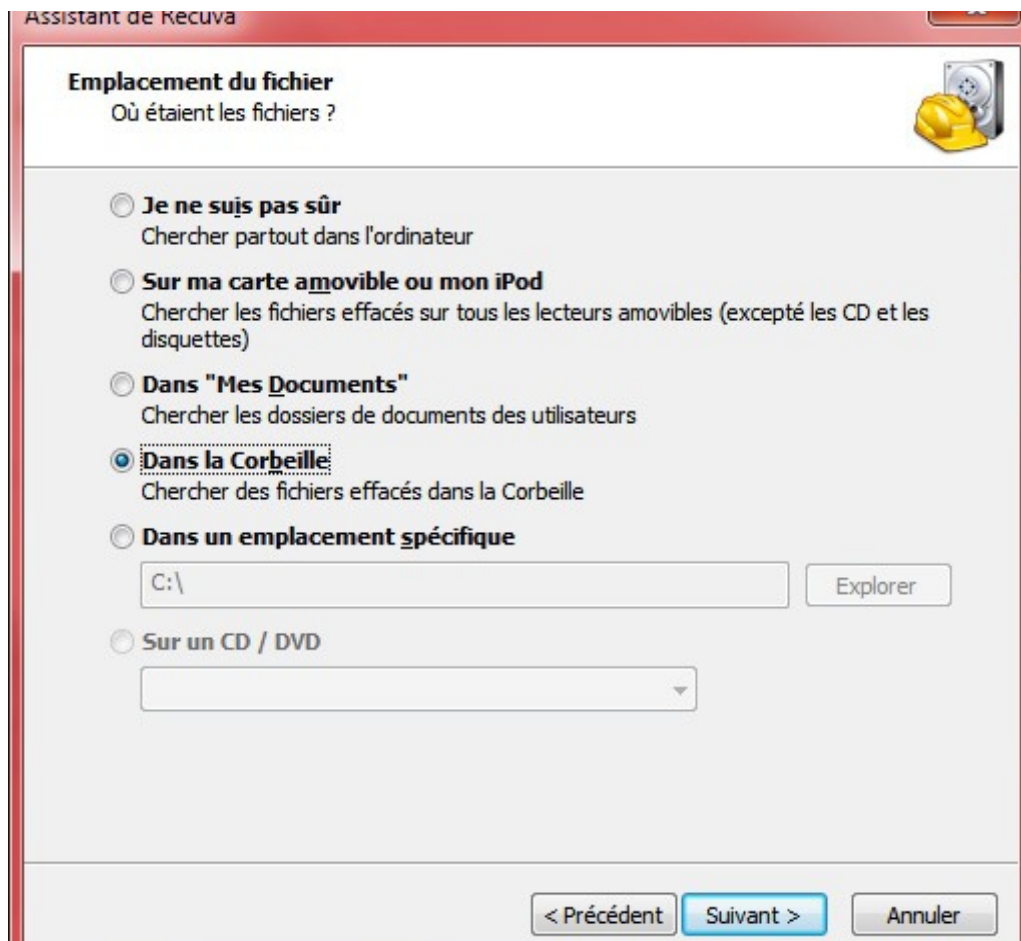 Assistant de Recuva
Emplacement du fichier
Où étaient les fichiers ?
Je ne suis pas sûr
Chercher partout dans l'ordinateur
Sur ma carte amovible ou mon iPod
Chercher les fichiers effacés sur tous les lecteurs amovibles (excepté les CD et les
disquettes)
Dans "Mes Documents"
Chercher les dossiers de documents des utilisateurs
Dans la Corbeille
Chercher des fichiers effacés dans la Corbeille
Dans un emplacement spécifique
C:\
Explorer
Sur un CD / DVD
< Précédent
Suivant >
Annuler